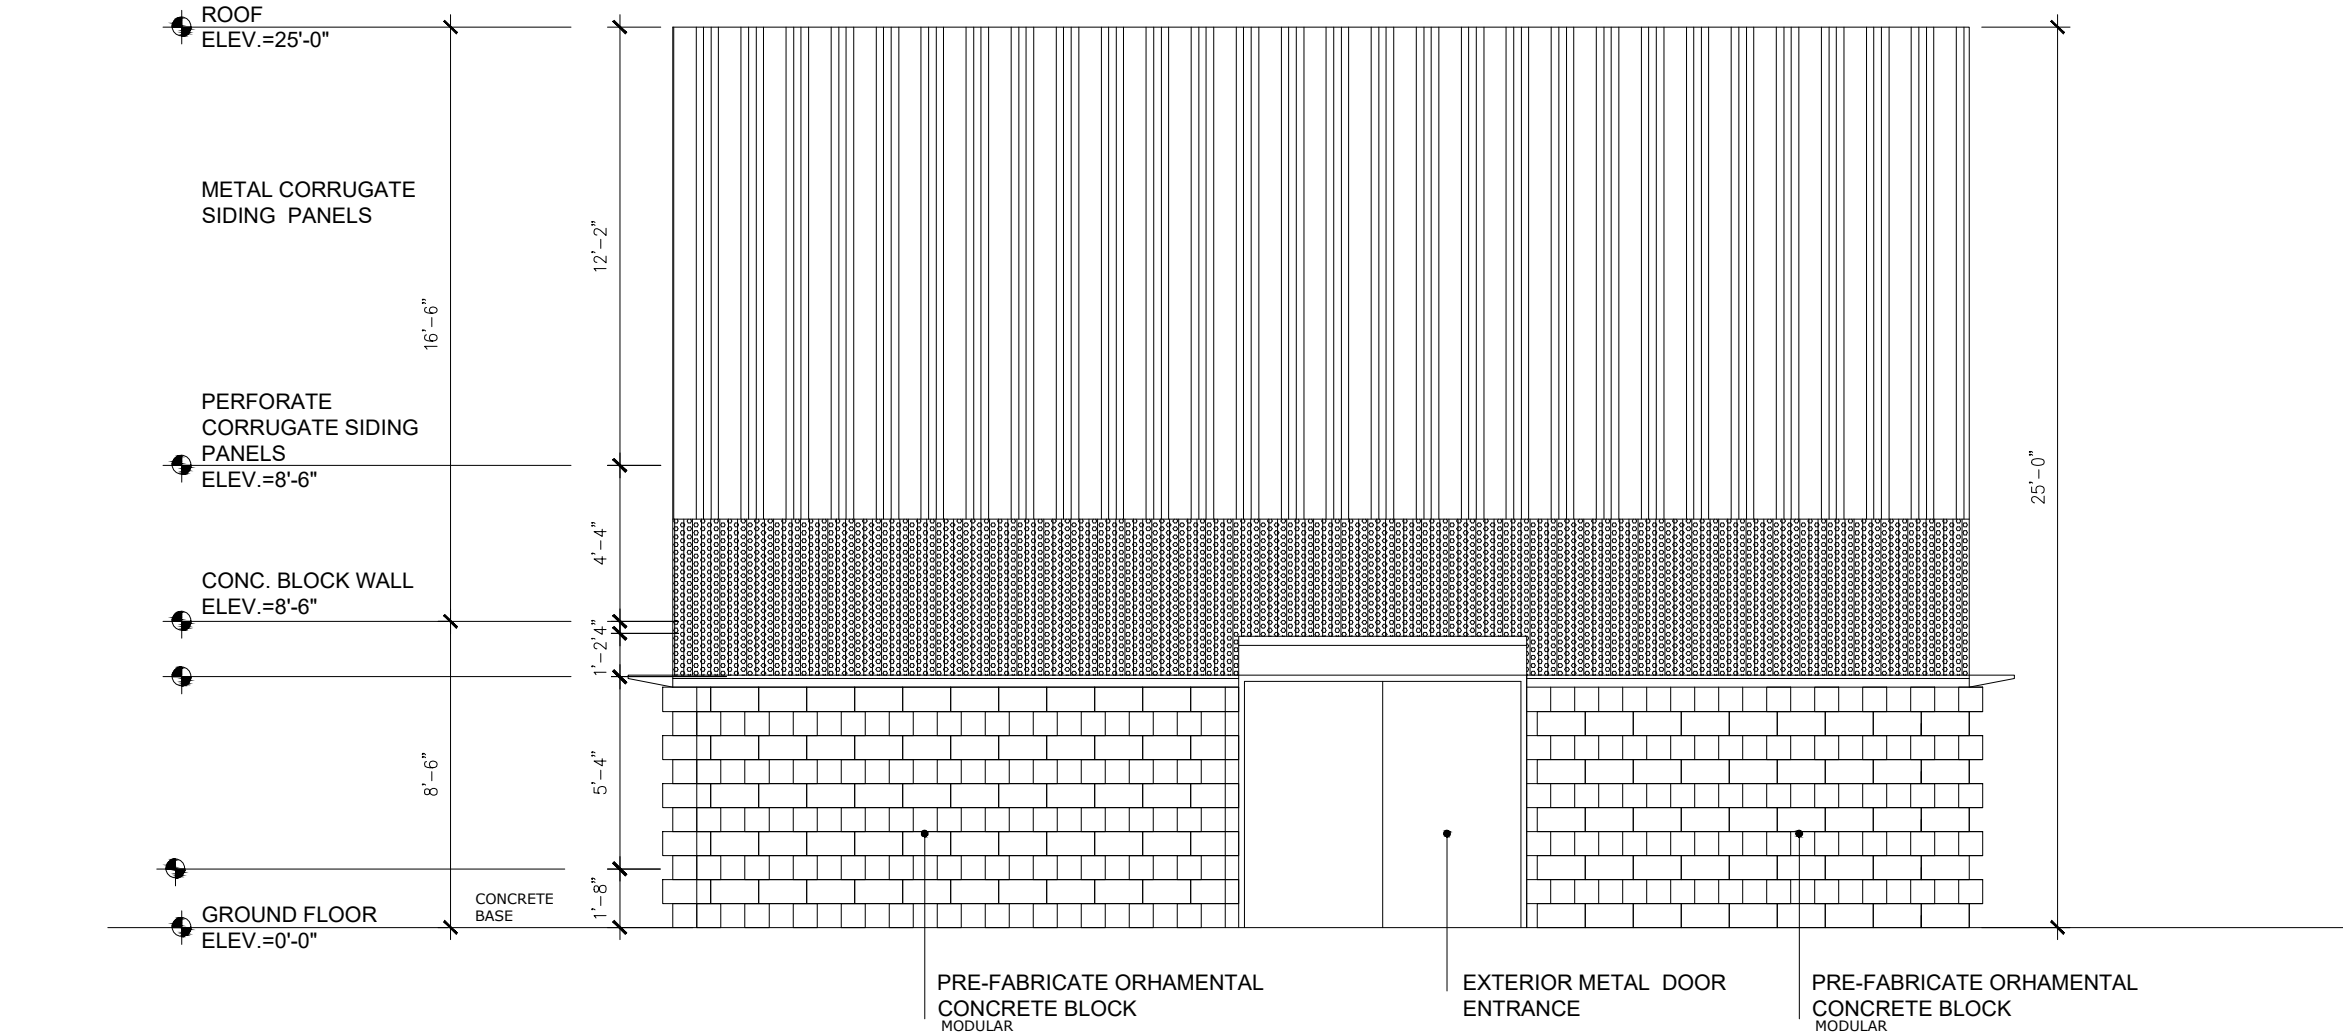 ROOF
ELEV.=25'-0"
METAL CORRUGATE
SIDING PANELS
12'-2"
16'-6"
PERFORATE
CORRUGATE SIDING
PANELS
ELEV.=8'-6"
25'-0"
4'-4"
CONC. BLOCK WALL
ELEV.=8'-6"
4"
1'-2"
8'-6"
5'-4"
1'-8"
CONCRETE
BASE
GROUND FLOOR
ELEV.=0'-0"
PRE-FABRICATE ORHAMENTAL
CONCRETE BLOCK
MODULAR
EXTERIOR METAL DOOR
ENTRANCE
PRE-FABRICATE ORHAMENTAL
CONCRETE BLOCK
MODULAR